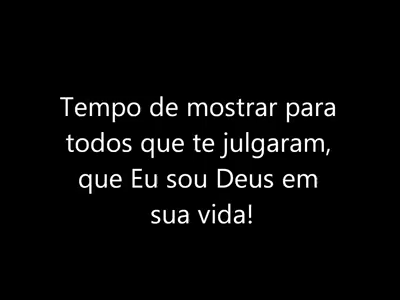 Tempo de mostrar para
todos que te julgaram,
que Eu sou Deus em
sua vida!